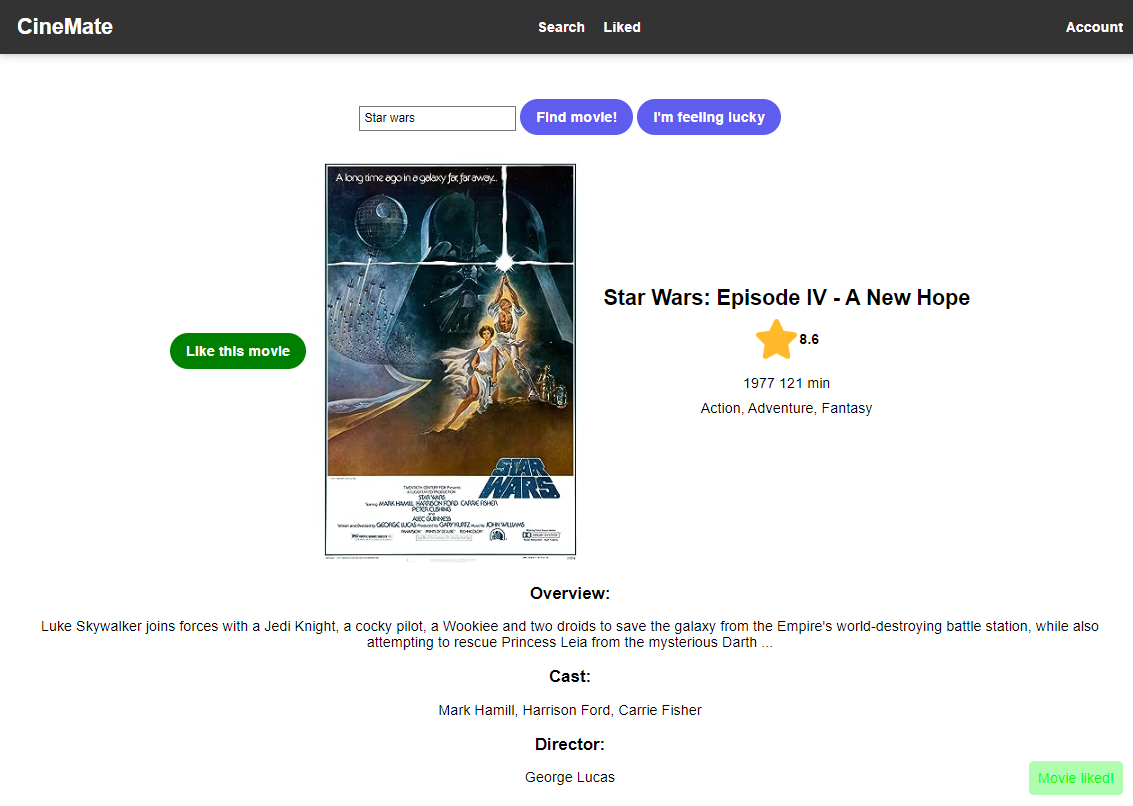 CineMate
Search
Liked
Account
Star wars
Find movie!
I'm feeling lucky
A long time ago in a galaxy far, far away...
Like this movie
STAR
WARS
TWENTIETH CENTURY-FOX Presents
A LUCASFILM LTD. PRODUCTION
STAR WARS
Starring MARK HAMILL HARRISON FORD CARRIE FISHER
PETER CUSHING
and
ALEC GUINNESS
Written and Directed by GEORGE LUCAS Produced by GARY KURTZ Music by JOHN WILLIAMS
Star Wars: Episode IV - A New Hope
8.6
1977 121 min
Action, Adventure, Fantasy
Overview:
Luke Skywalker joins forces with a Jedi Knight, a cocky pilot, a Wookiee and two droids to save the galaxy from the Empire's world-destroying battle station, while also
attempting to rescue Princess Leia from the mysterious Darth ...
Cast:
Mark Hamill, Harrison Ford, Carrie Fisher
Director:
George Lucas
Movie liked!